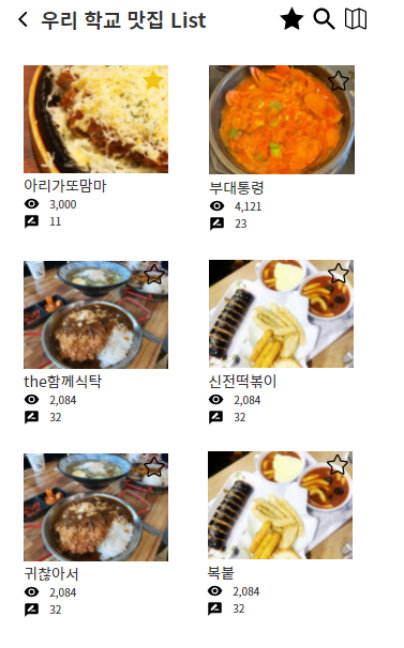 우리 학교 맛집 List
아리가또맘마
3,000
11
부대통령
4,121
23
the함께식탁
2,084
32
신전떡볶이
2,084
32
귀찮아서
2,084
32
복붙
2,084
32